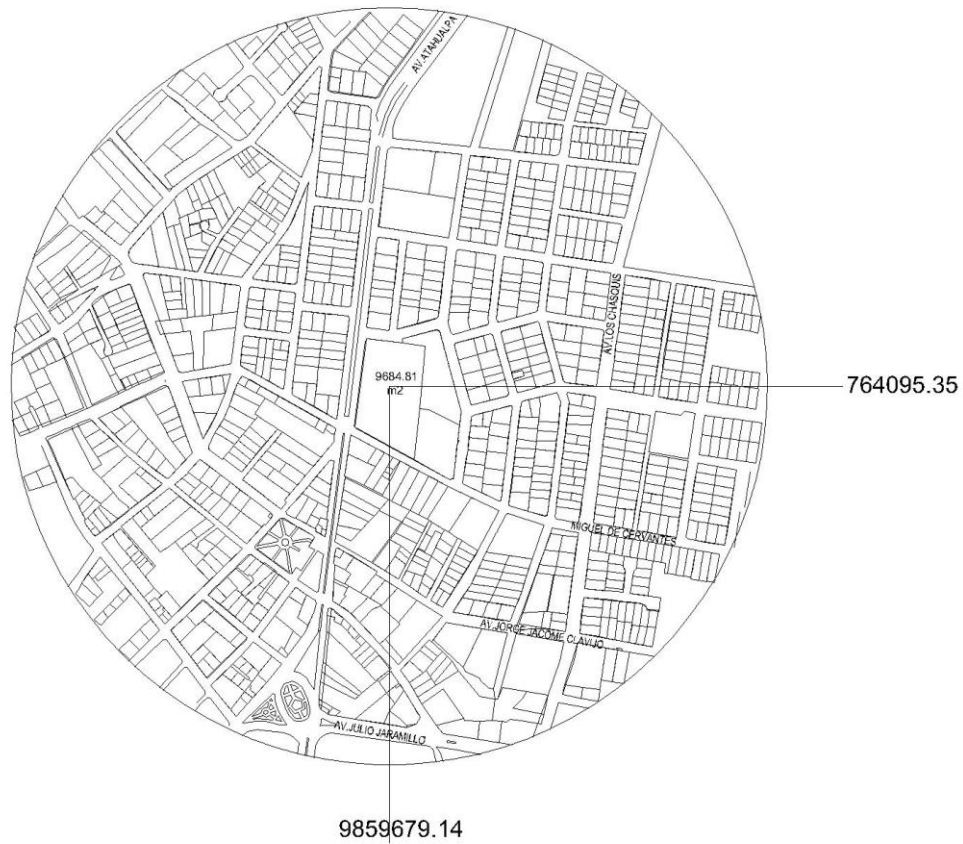 AV.ATAHUALPA
AV.LOS CHASQUIS
9684.81
m2
764095.35
MIGUEL DE CERVANTES
AV.JORGE JACOME CLAVIJO
AV.JULIO JARAMILLO
9859679.14